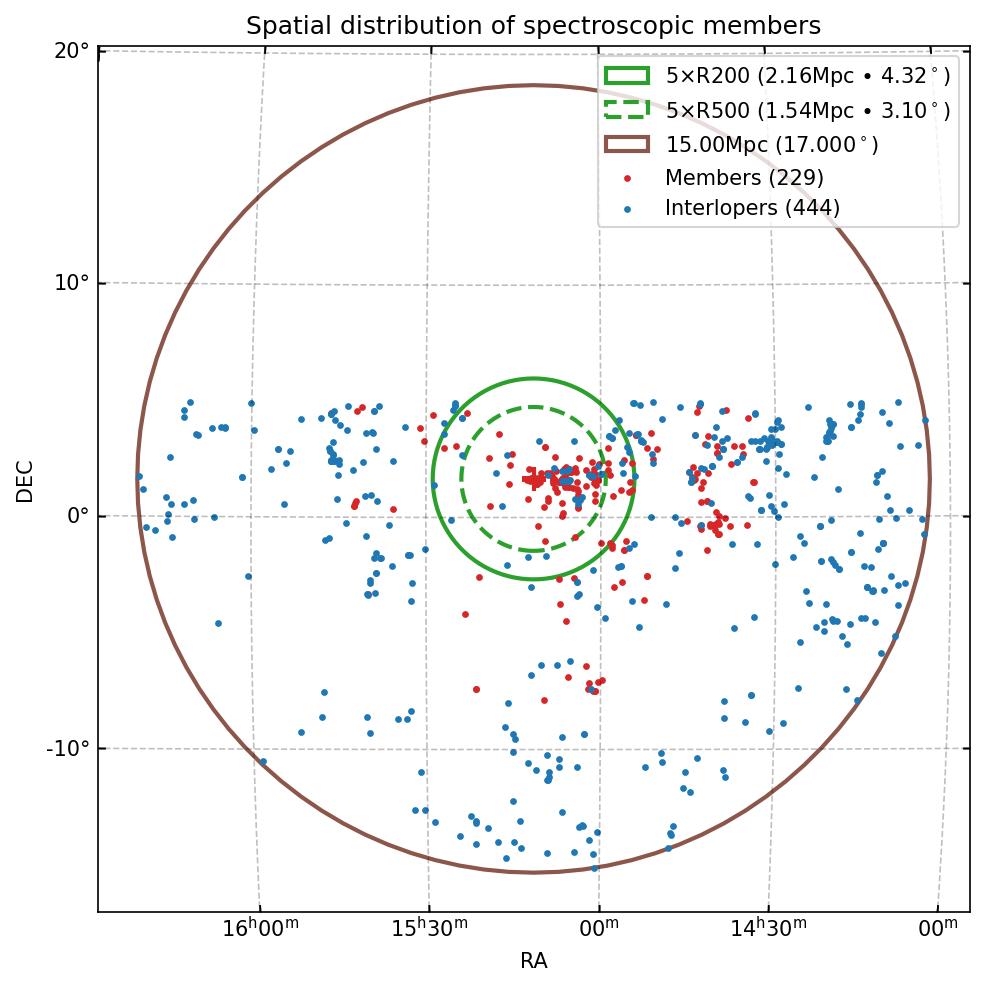 Spatial distribution of spectroscopic members
20°
5×R200 (2.16Mpc • 4.32°)
5×R500 (1.54Mpc • 3.10°)
15.00Mpc (17.000°)
Members (229)
Interlopers (444)
10°
DEC
0°
-10°
16ʰ00ᵐ 15ʰ30ᵐ 00ᵐ 14ʰ30ᵐ 00ᵐ
RA